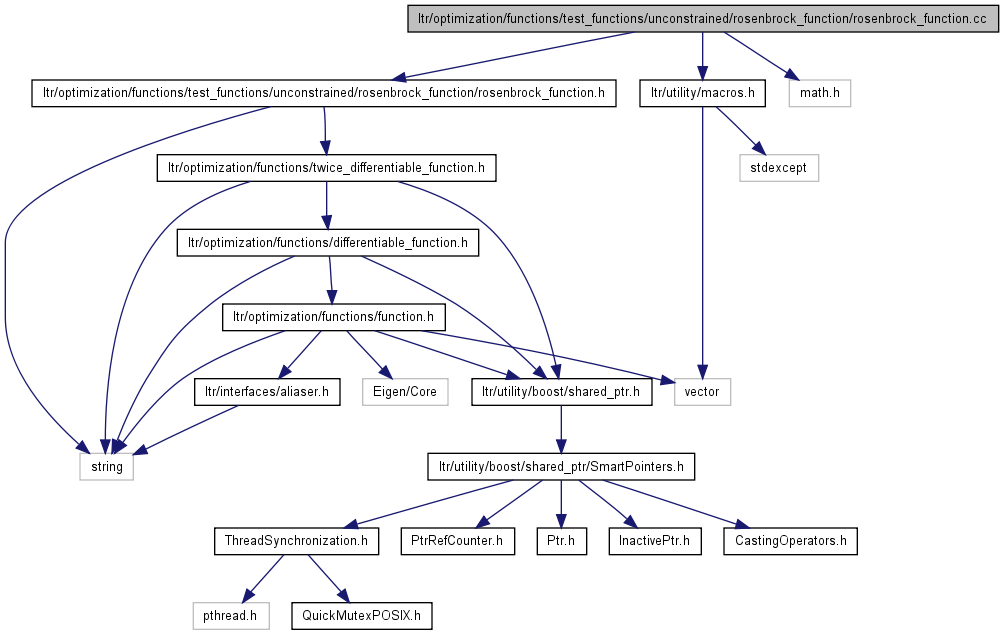 ltr/optimization/functions/test_functions/unconstrained/rosenbrock_function/rosenbrock_function.cc
ltr/optimization/functions/test_functions/unconstrained/rosenbrock_function/rosenbrock_function.h
ltr/utility/macros.h
math.h
ltr/optimization/functions/twice_differentiable_function.h
stdexcept
ltr/optimization/functions/differentiable_function.h
ltr/optimization/functions/function.h
ltr/interfaces/aliaser.h
Eigen/Core
ltr/utility/boost/shared_ptr.h
vector
string
ltr/utility/boost/shared_ptr/SmartPointers.h
ThreadSynchronization.h
PtrRefCounter.h
Ptr.h
InactivePtr.h
CastingOperators.h
pthread.h
QuickMutexPOSIX.h